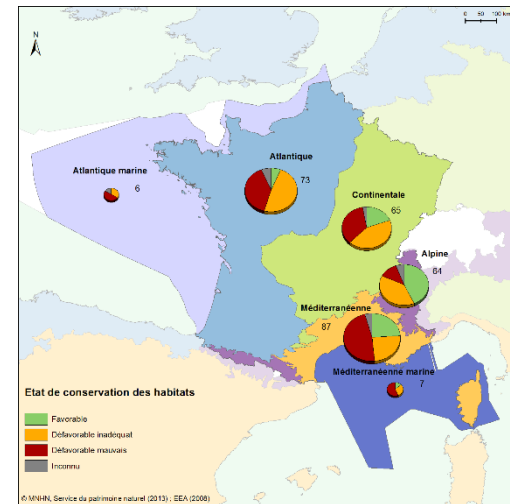 0 50 100 km
N
Atlantique
73
Atlantique marine
6
Continentale
65
Alpine
64
Méditerranéenne
87
Méditerranéenne marine
7
Etat de conservation des habitats
Favorable
Défavorable inadéquat
Défavorable mauvais
Inconnu
© MNHN, Service du patrimoine naturel (2013) ; EEA (2008)